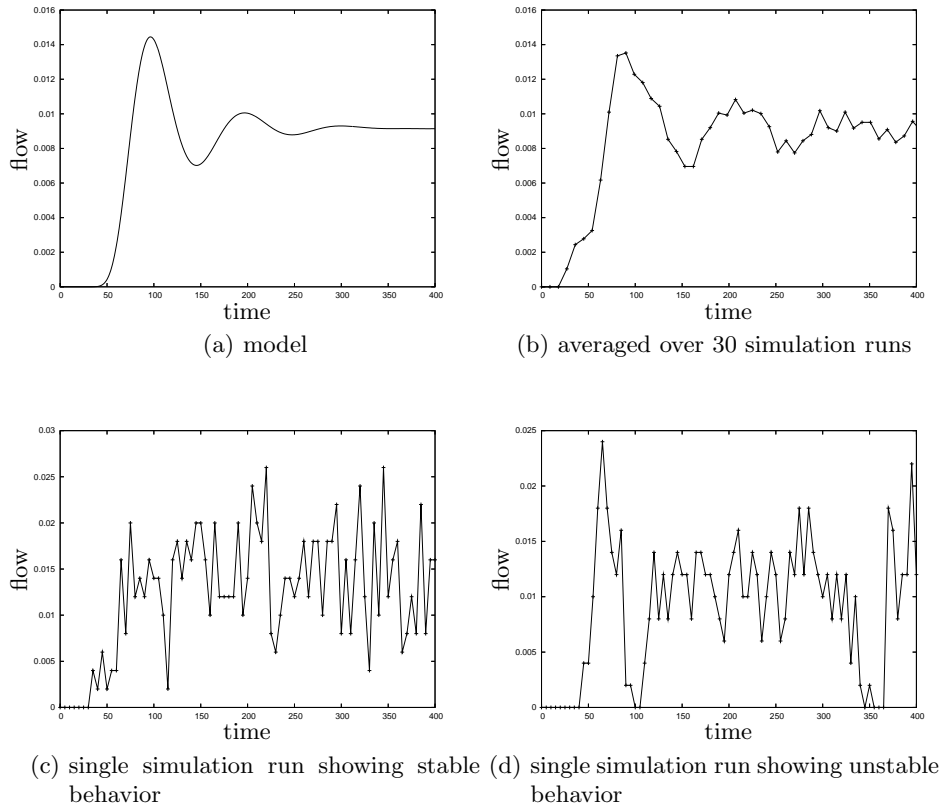 0.016
0.014
0.012
0.01
0.008
0.006
0.004
0.002
0
flow
0 50 100 150 200 250 300 350 400
time
(a) model
0.016
0.014
0.012
0.01
0.008
0.006
0.004
0.002
0
flow
0 50 100 150 200 250 300 350 400
time
(b) averaged over 30 simulation runs
0.03
0.025
0.02
0.015
0.01
0.005
0
flow
0 50 100 150 200 250 300 350 400
time
(c) single simulation run showing stable
behavior
0.025
0.02
0.015
0.01
0.005
0
flow
0 50 100 150 200 250 300 350 400
time
(d) single simulation run showing unstable
behavior